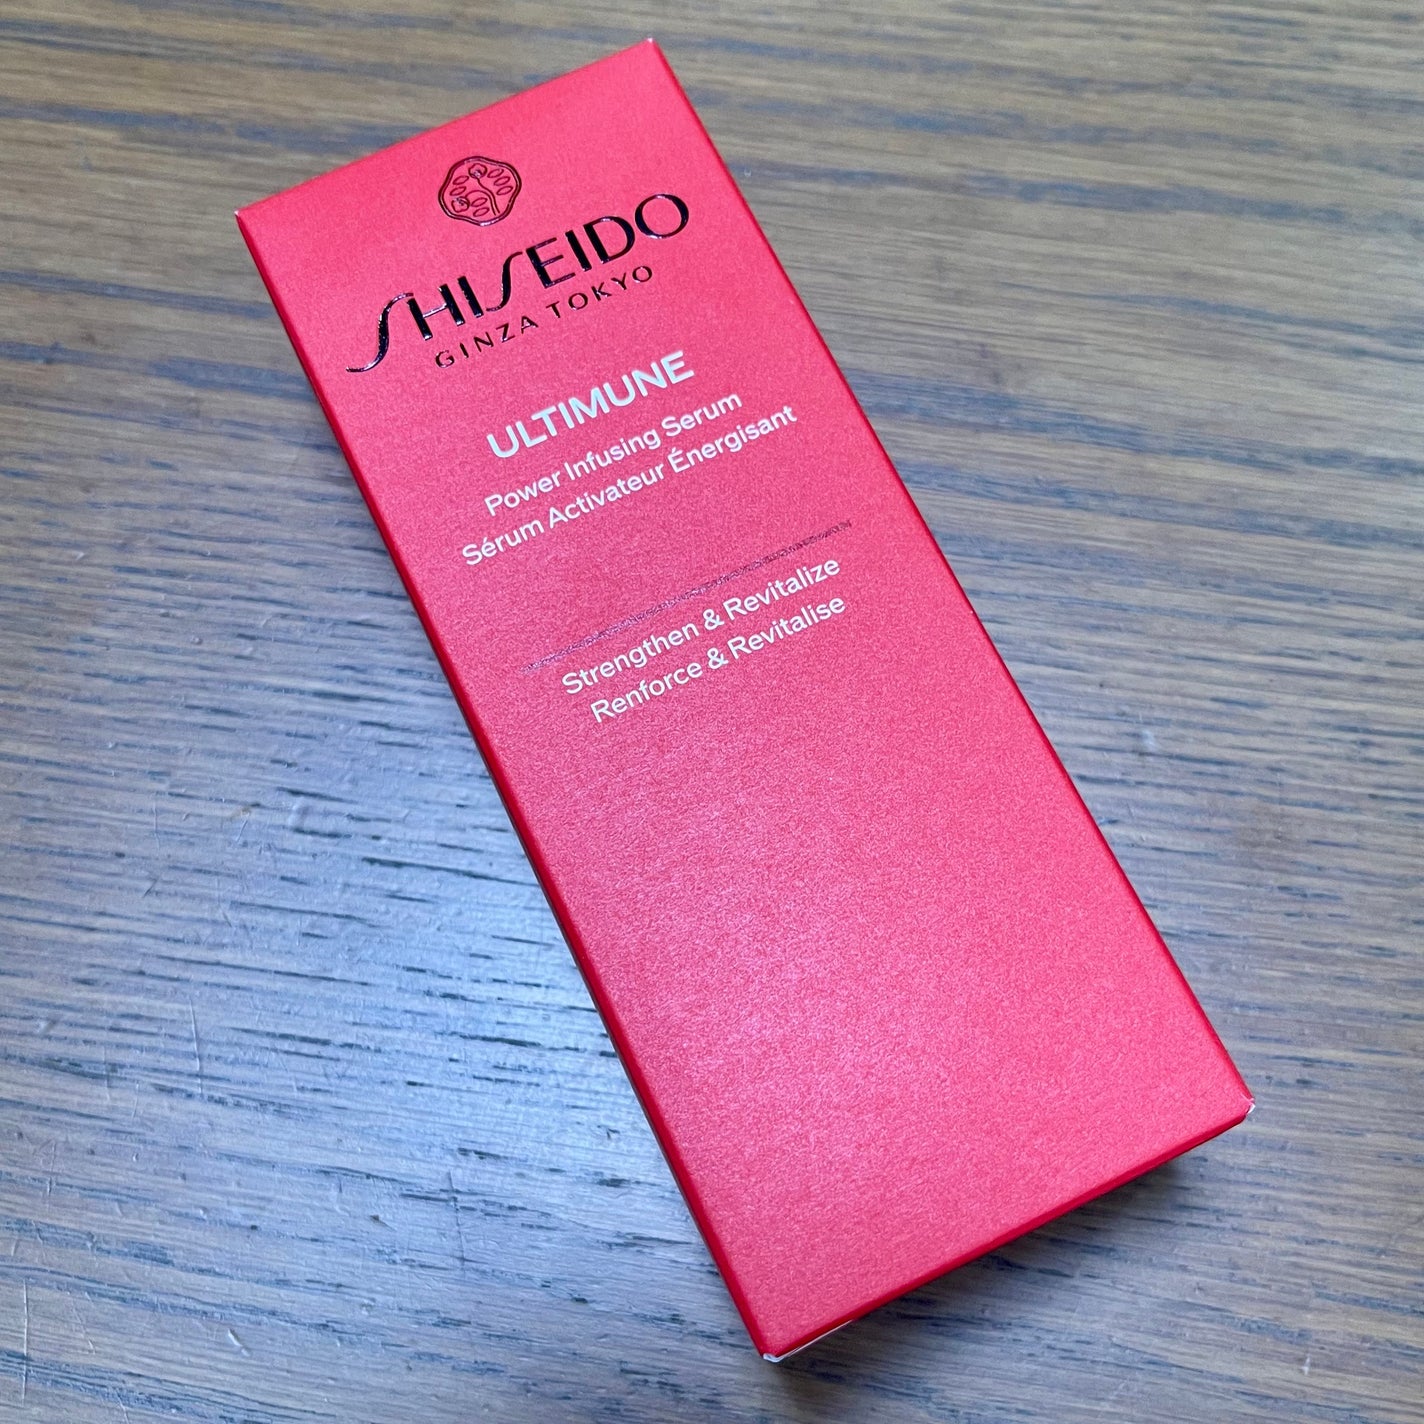 SHISEIDO
GINZA TOKYO
ULTIMUNE
Power Infusing Serum
Sérum Activateur Énergisant
Strengthen & Revitalize
Renforce & Revitalise